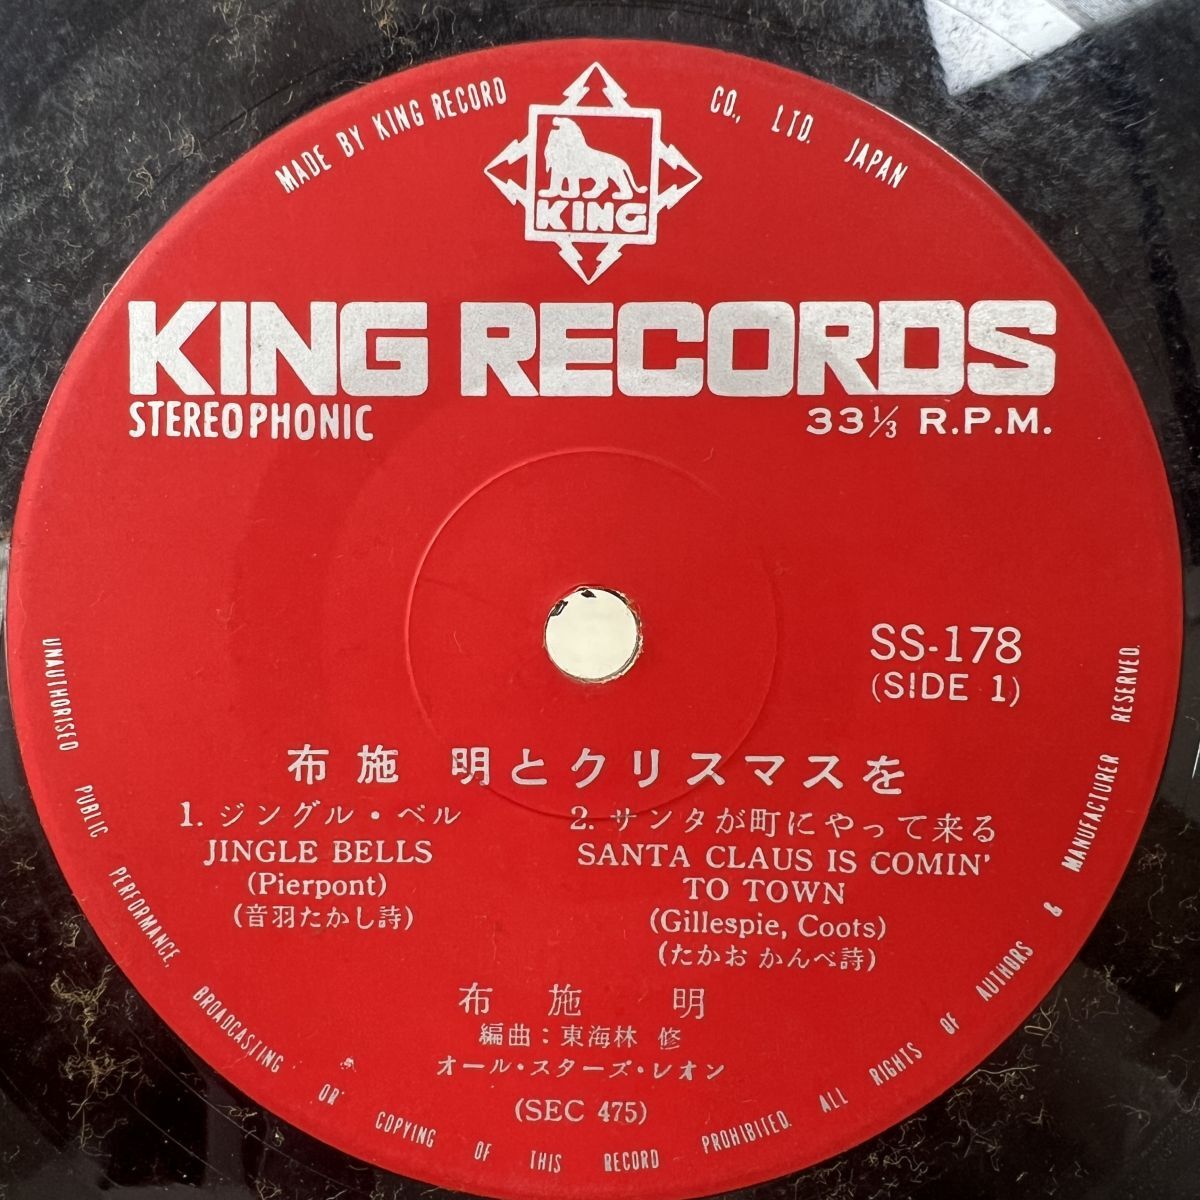 MADE BY KING RECORD CO., LTD. JAPAN
KING
KING RECORDS
STEREOPHONIC
33⅓ R.P.M.
SS-178
(SIDE 1)
布施 明とクリスマスを
1. ジングル・ベル
JINGLE BELLS
(Pierpont)
(音羽たかし詩)
2. サンタが町にやって来る
SANTA CLAUS IS COMIN'
TO TOWN
(Gillespie, Coots)
(たかお かんべ詩)
布施 明
編曲:東海林 修
オール・スターズ・レオン
(SEC 475)
UNAUTHORISED PUBLIC PERFORMANCE, BROADCASTING OR COPYING OF THIS RECORD PROHIBITED. ALL RIGHTS OF AUTHORS & MANUFACTURER RESERVED.